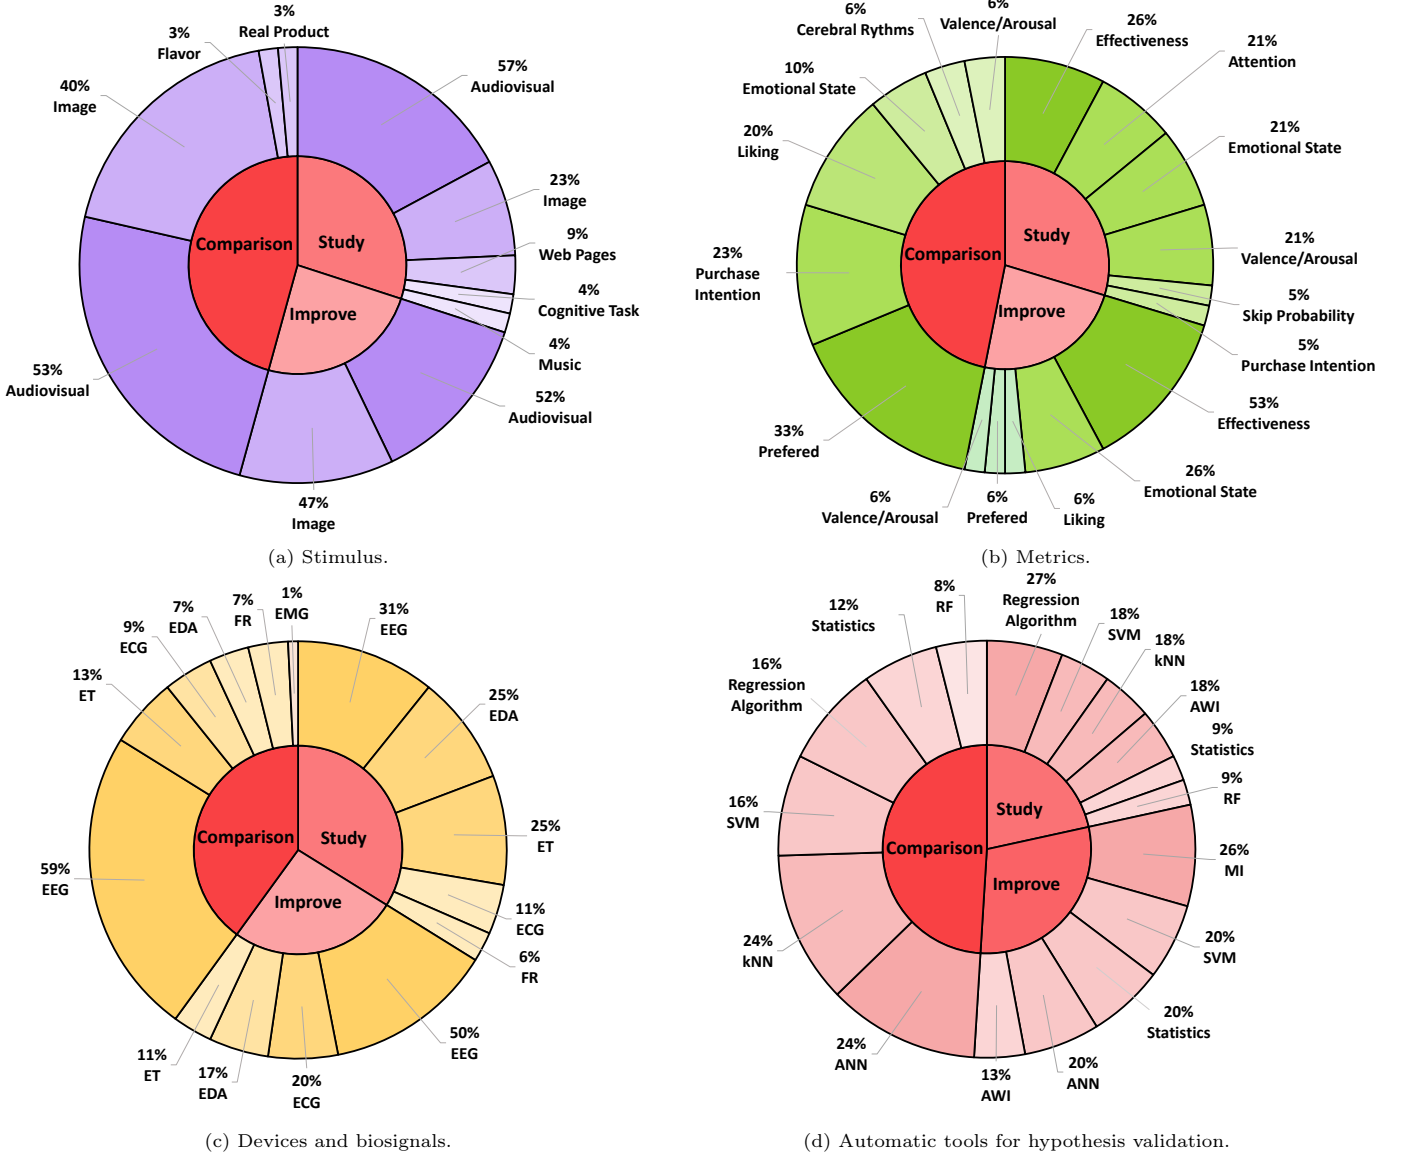 3%
Real Product
3%
Flavor
40%
Image
57%
Audiovisual
23%
Image
9%
Web Pages
4%
Cognitive Task
4%
Music
52%
Audiovisual
47%
Image
53%
Audiovisual
Comparison
Study
Improve
(a) Stimulus.
6%
Valence/Arousal
6%
Cerebral Rythms
10%
Emotional State
20%
Liking
23%
Purchase
Intention
33%
Prefered
26%
Effectiveness
21%
Attention
21%
Emotional State
21%
Valence/Arousal
5%
Skip Probability
5%
Purchase Intention
53%
Effectiveness
26%
Emotional State
6%
Liking
6%
Prefered
6%
Valence/Arousal
Comparison
Study
Improve
(b) Metrics.
1%
EMG
7%
FR
7%
EDA
9%
ECG
13%
ET
59%
EEG
31%
EEG
25%
EDA
25%
ET
11%
ECG
6%
FR
50%
EEG
20%
ECG
17%
EDA
11%
ET
Comparison
Study
Improve
(c) Devices and biosignals.
8%
RF
12%
Statistics
16%
Regression
Algorithm
16%
SVM
24%
kNN
24%
ANN
27%
Regression
Algorithm
18%
SVM
18%
kNN
18%
AWI
9%
Statistics
9%
RF
26%
MI
20%
SVM
20%
Statistics
20%
ANN
13%
AWI
Comparison
Study
Improve
(d) Automatic tools for hypothesis validation.